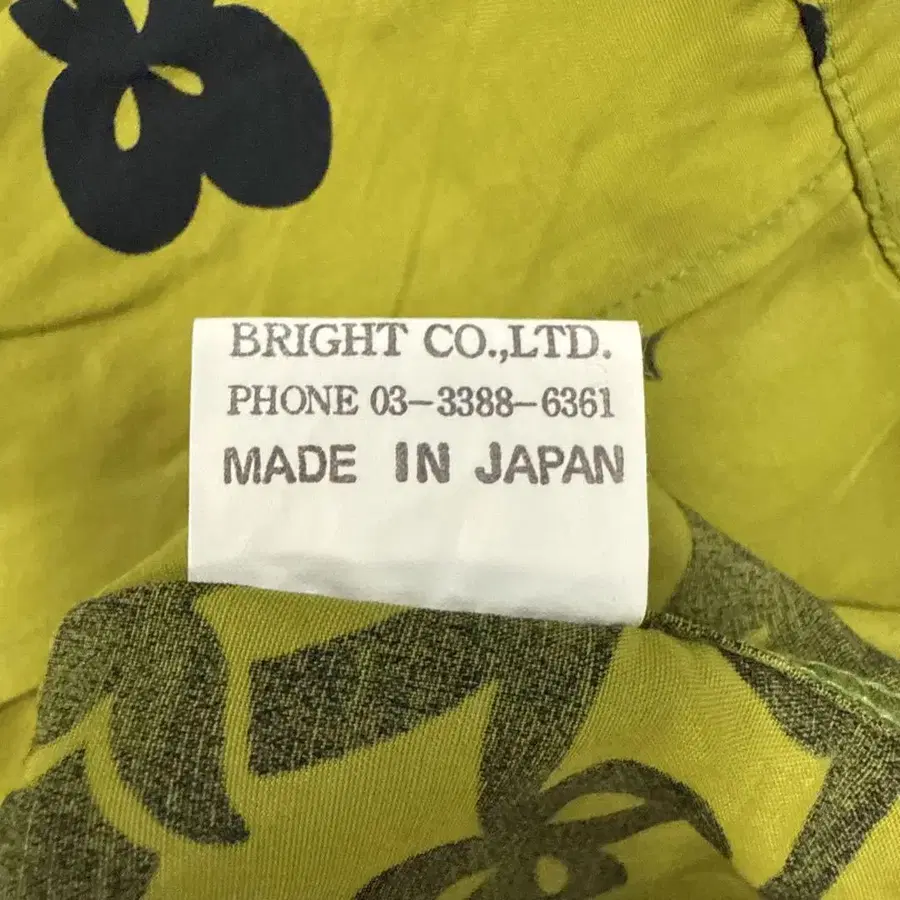 BRIGHT CO.,LTD.
PHONE 03-3388-6361
MADE IN JAPAN